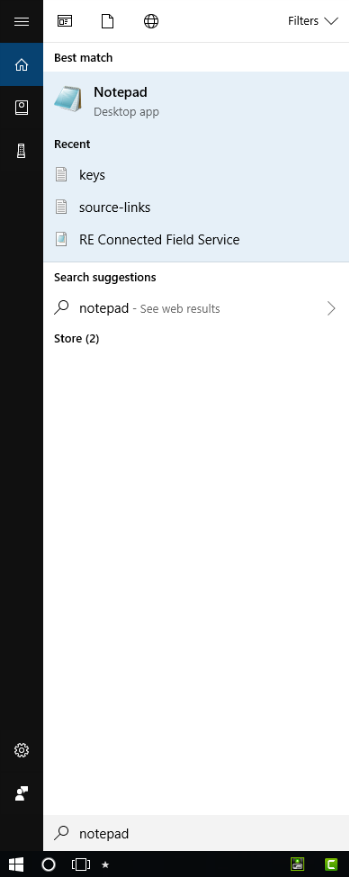 Filters
Best match
Notepad
Desktop app
Recent
keys
source-links
RE Connected Field Service
Search suggestions
notepad - See web results
Store (2)
notepad